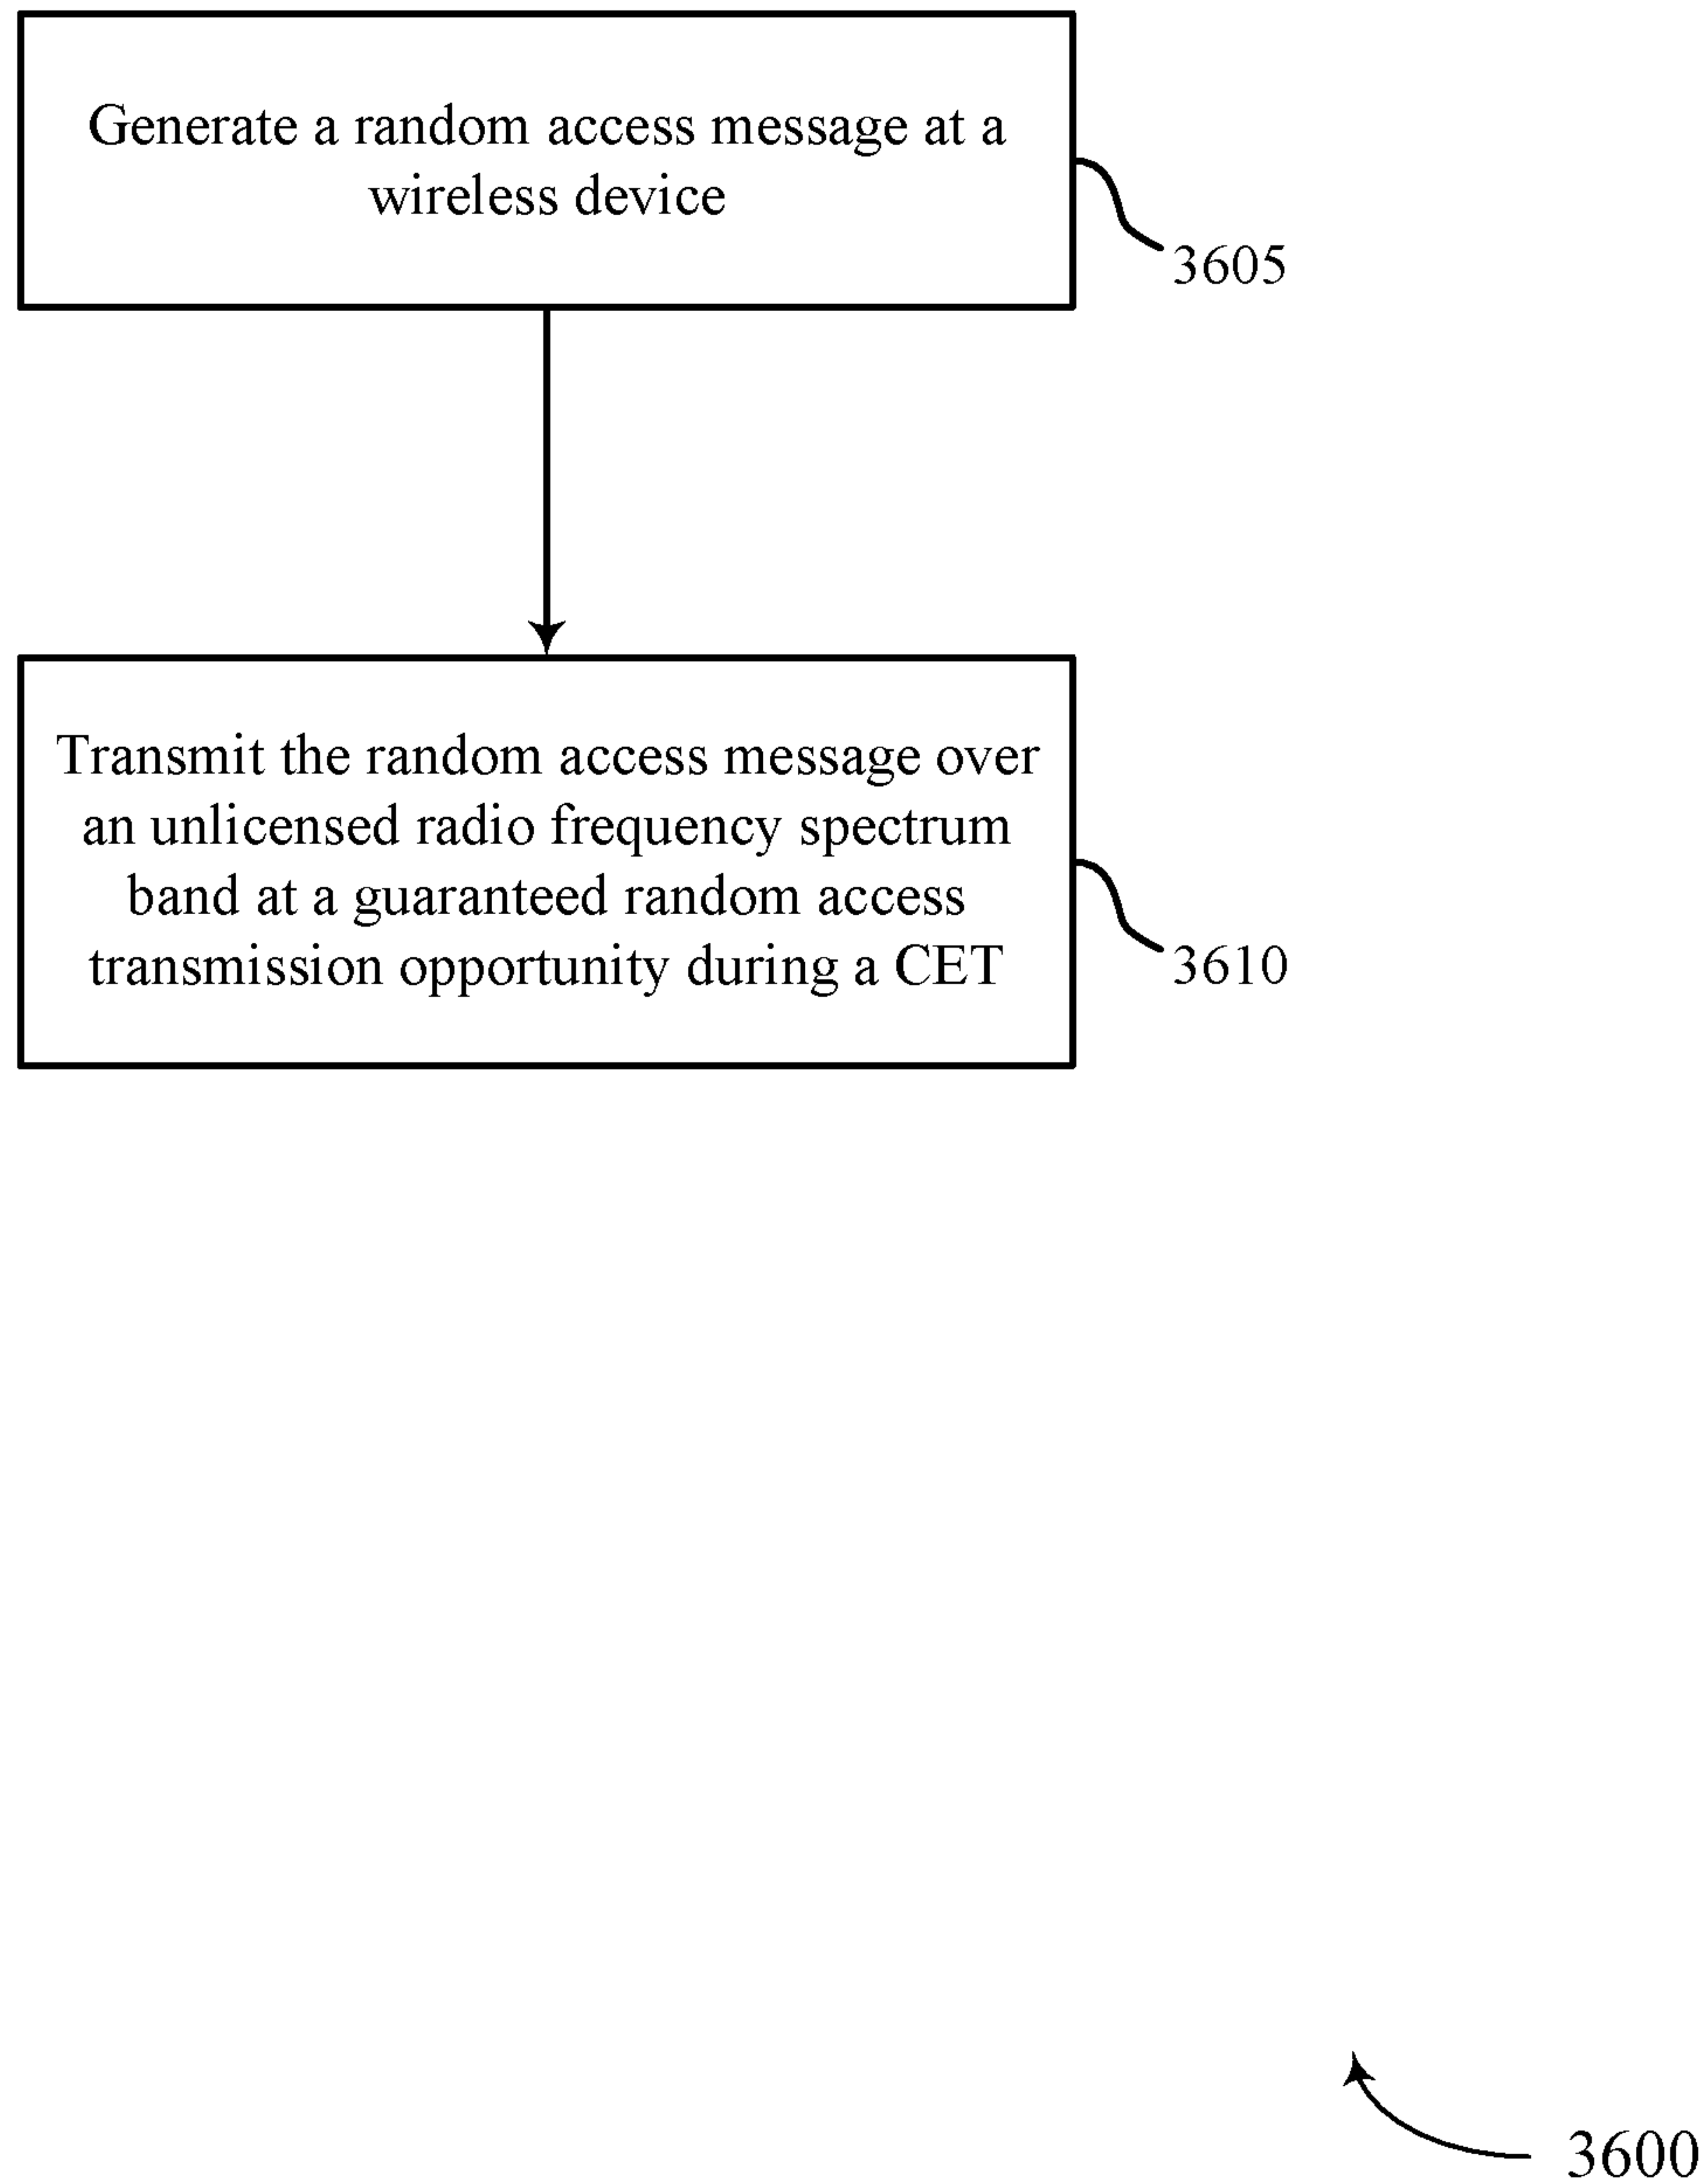 Generate a random access message at a
wireless device
3605
Transmit the random access message over
an unlicensed radio frequency spectrum
band at a guaranteed random access
transmission opportunity during a CET
3610
3600